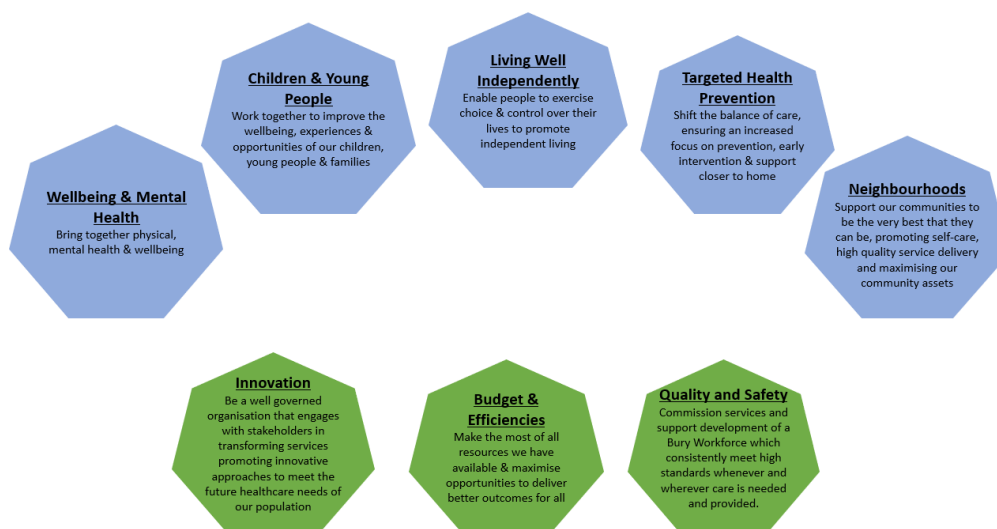 Wellbeing & Mental
Health
Bring together physical,
mental health & wellbeing
Children & Young
People
Work together to improve the
wellbeing, experiences &
opportunities of our children,
young people & families
Living Well
Independently
Enable people to exercise
choice & control over their
lives to promote
independent living
Targeted Health
Prevention
Shift the balance of care,
ensuring an increased
focus on prevention, early
intervention & support
closer to home
Neighbourhoods
Support our communities to
be the very best that they
can be, promoting self-care,
high quality service delivery
and maximising our
community assets
Innovation
Be a well governed
organisation that engages
with stakeholders in
transforming services
promoting innovative
approaches to meet the
future healthcare needs of
our population
Budget &
Efficiencies
Make the most of all
resources we have
available & maximise
opportunities to deliver
better outcomes for all
Quality and Safety
Commission services and
support development of a
Bury Workforce which
consistently meet high
standards whenever and
wherever care is needed
and provided.